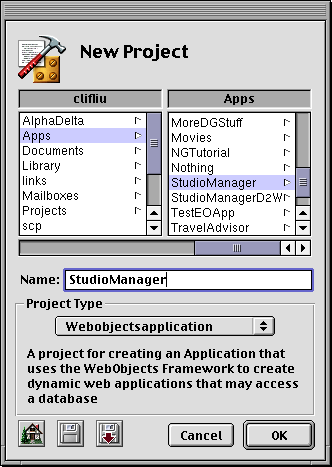 New Project
clifliu
Apps
AlphaDelta
Apps
Documents
Library
links
Mailboxes
Projects
scp
MoreDGStuff
Movies
NGTutorial
Nothing
StudioManager
StudioManagerD2W
TestEOApp
TravelAdvisor
Name: StudioManager
Project Type
Webobjectsapplication
A project for creating an Application that
uses the WebObjects Framework to create
dynamic web applications that may access
a database
Cancel
OK